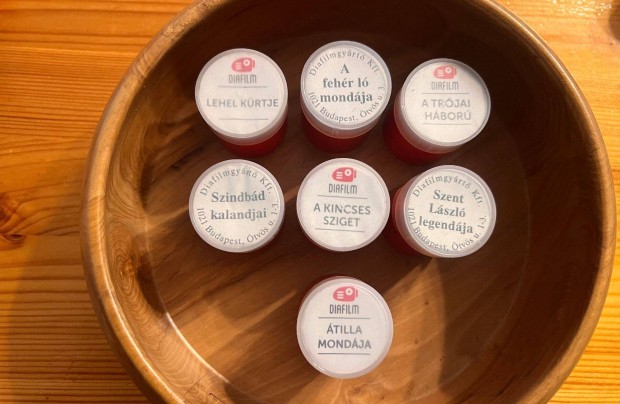 DIAFILM
LEHEL KÜRTJE
Diafilmgyártó Kft.
A
fehér ló
mondája
1021 Budapest, Ötvös u. 1-3.
DIAFILM
A TRÓJAI
HÁBORÚ
Diafilmgyártó Kft.
Szindbád
kalandjai
1021 Budapest, Ötvös u. 1-3.
DIAFILM
A KINCSES
SZIGET
Diafilmgyártó Kft.
Szent
László
legendája
1021 Budapest, Ötvös u. 1-3.
DIAFILM
ÁTILLA
MONDÁJA